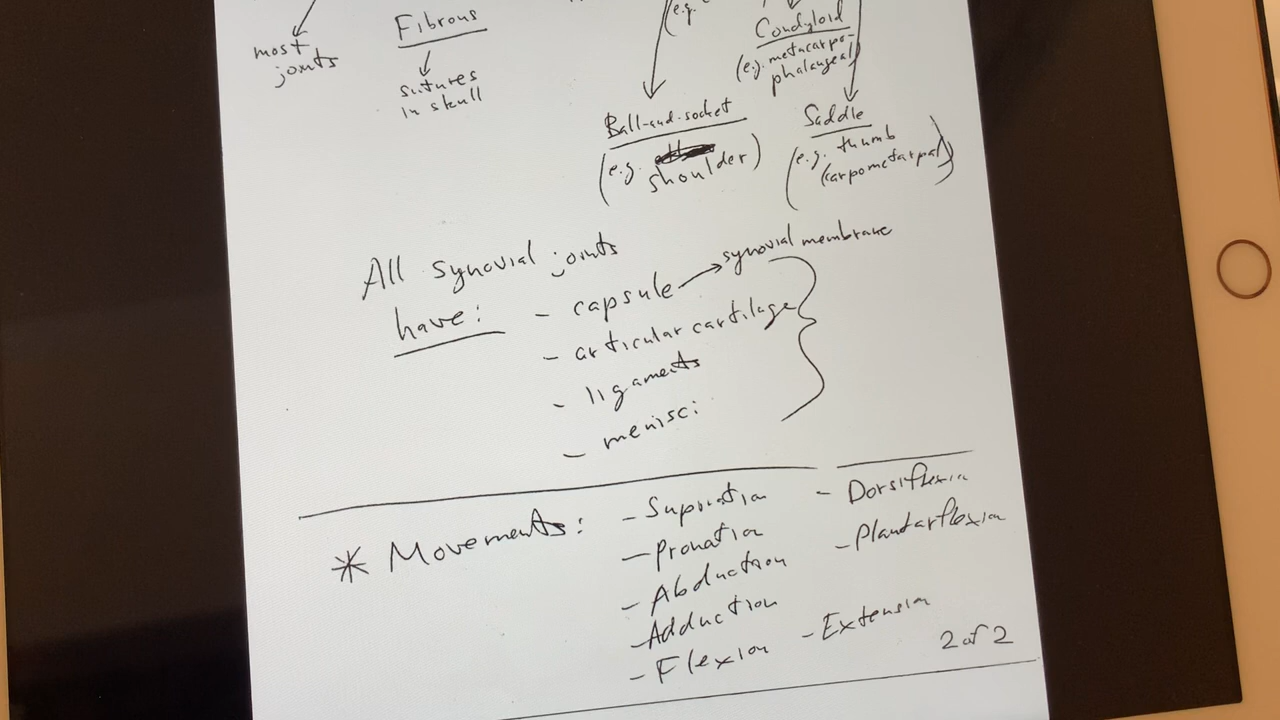 most
joints
Fibrous
sutures
in skull
(e.g.
Ball-and-socket
(e.g. shoulder)
Condyloid
(e.g. metacarpo-
phalangeal)
Saddle
(e.g. thumb
(carpometarpal)
All synovial joints
have:
- capsule → synovial membrane
- articular cartilage
- ligaments
- menisci
* Movements:
- Supination
- Pronation
- Abduction
- Adduction
- Flexion
- Extension
- Dorsiflexion
- Plantarflexion
2 of 2